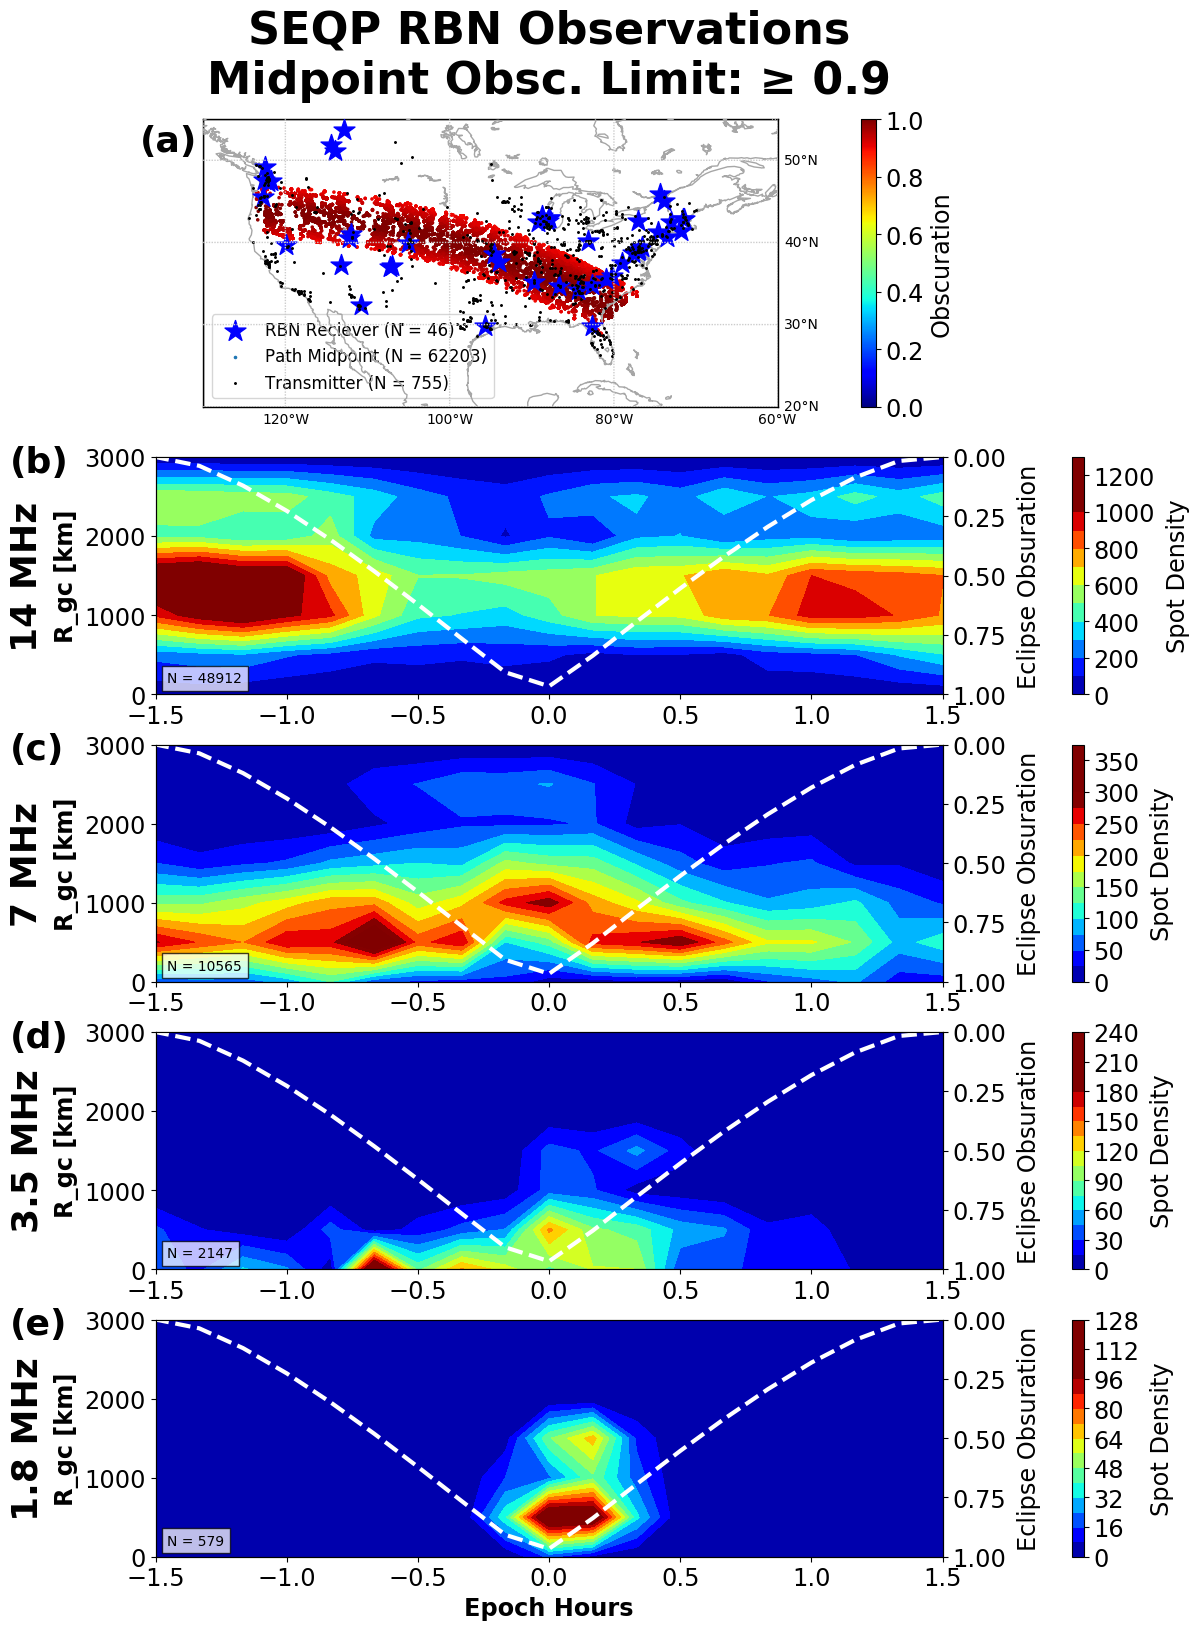 SEQP RBN Observations
Midpoint Obsc. Limit: ≥ 0.9
(a)
50°N
40°N
30°N
20°N
120°W
100°W
80°W
60°W
RBN Reciever (N = 46)
Path Midpoint (N = 62203)
Transmitter (N = 755)
1.0
0.8
0.6
0.4
0.2
0.0
Obscuration
(b)
14 MHz
R_gc [km]
3000
2000
1000
0
N = 48912
−1.5
−1.0
−0.5
0.0
0.5
1.0
1.5
0.00
0.25
0.50
0.75
1.00
Eclipse Obsuration
1200
1000
800
600
400
200
0
Spot Density
(c)
7 MHz
R_gc [km]
3000
2000
1000
0
N = 10565
−1.5
−1.0
−0.5
0.0
0.5
1.0
1.5
0.00
0.25
0.50
0.75
1.00
Eclipse Obsuration
350
300
250
200
150
100
50
0
Spot Density
(d)
3.5 MHz
R_gc [km]
3000
2000
1000
0
N = 2147
−1.5
−1.0
−0.5
0.0
0.5
1.0
1.5
0.00
0.25
0.50
0.75
1.00
Eclipse Obsuration
240
210
180
150
120
90
60
30
0
Spot Density
(e)
1.8 MHz
R_gc [km]
3000
2000
1000
0
N = 579
−1.5
−1.0
−0.5
0.0
0.5
1.0
1.5
0.00
0.25
0.50
0.75
1.00
Eclipse Obsuration
128
112
96
80
64
48
32
16
0
Spot Density
Epoch Hours